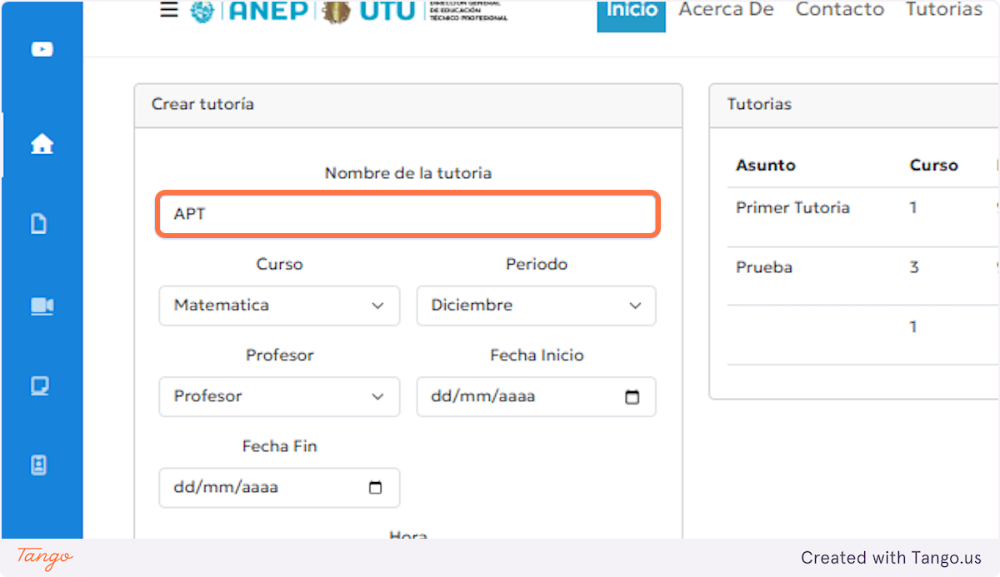 ANEP UTU DIRECCIÓN GENERAL
DE EDUCACIÓN
TÉCNICO PROFESIONAL
Inicio Acerca De Contacto Tutorias
Crear tutoría
Nombre de la tutoria
APT
Curso Periodo
Matematica Diciembre
Profesor Fecha Inicio
Profesor dd/mm/aaaa
Fecha Fin
dd/mm/aaaa
Hora
Tutorias
Asunto Curso
Primer Tutoria 1
Prueba 3
1
Tango
Created with Tango.us